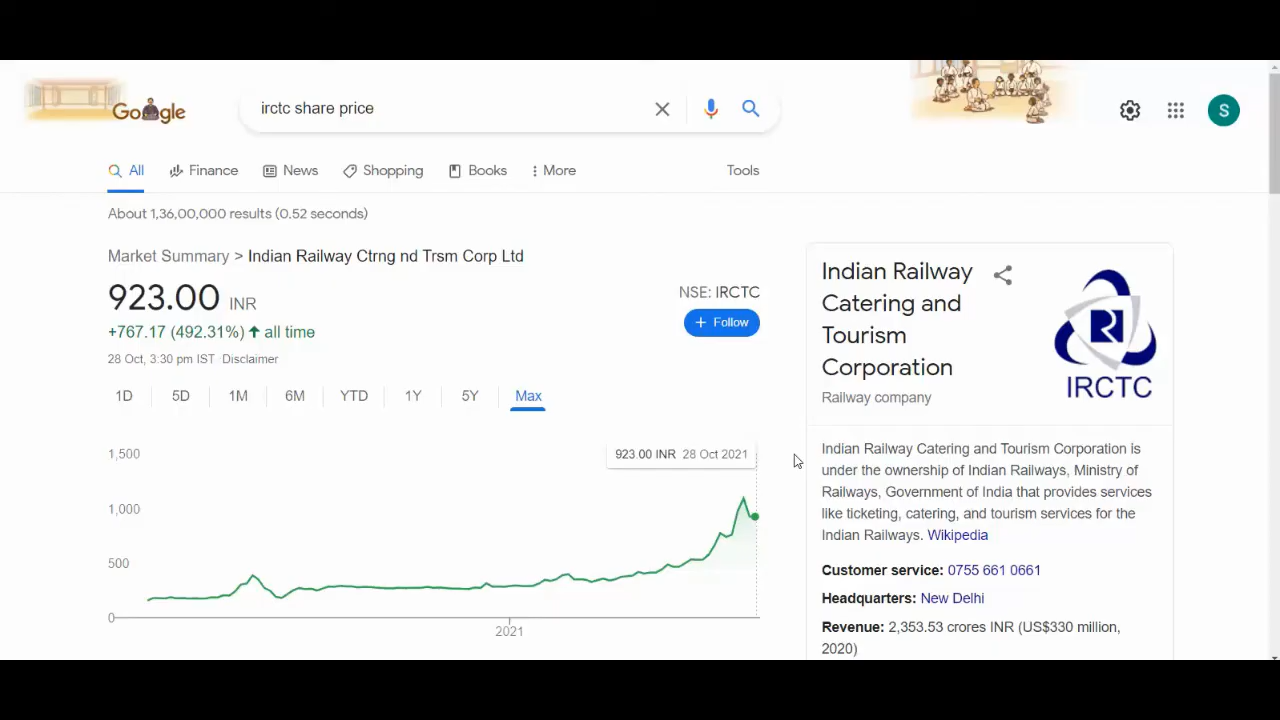 Google
irctc share price
S
All
Finance
News
Shopping
Books
More
Tools
About 1,36,00,000 results (0.52 seconds)
Market Summary > Indian Railway Ctrng nd Trsm Corp Ltd
923.00 INR
NSE: IRCTC
+767.17 (492.31%) all time
+ Follow
28 Oct, 3:30 pm IST Disclaimer
1D
5D
1M
6M
YTD
1Y
5Y
Max
1,500
923.00 INR 28 Oct 2021
1,000
500
0
2021
Indian Railway
Catering and
Tourism
Corporation
Railway company
IRCTC
Indian Railway Catering and Tourism Corporation is
under the ownership of Indian Railways, Ministry of
Railways, Government of India that provides services
like ticketing, catering, and tourism services for the
Indian Railways. Wikipedia
Customer service: 0755 661 0661
Headquarters: New Delhi
Revenue: 2,353.53 crores INR (US$330 million,
2020)